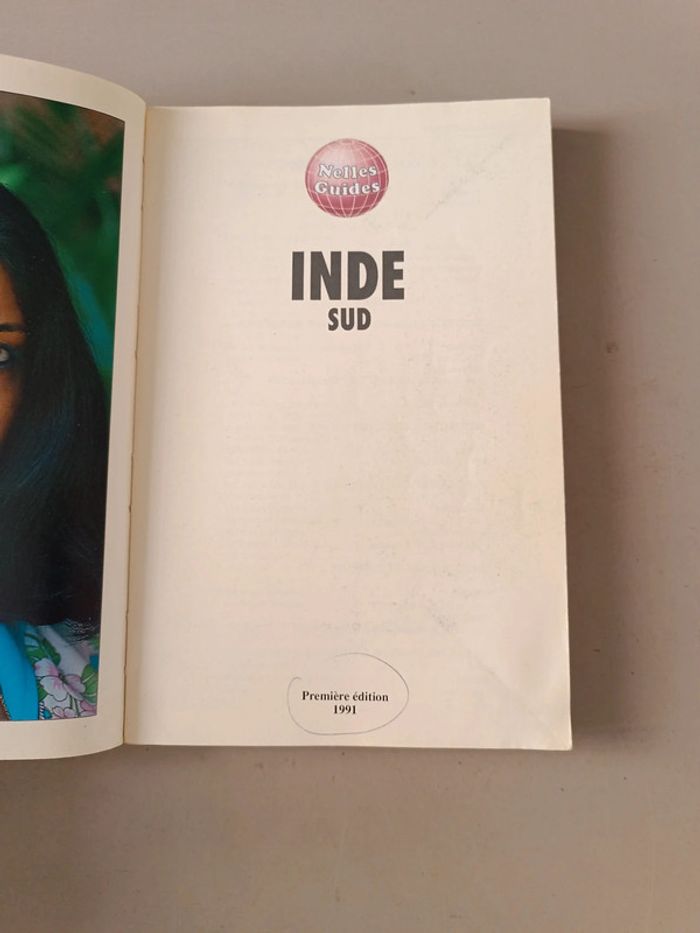 Nelles
Guides
INDE
SUD
Première édition
1991